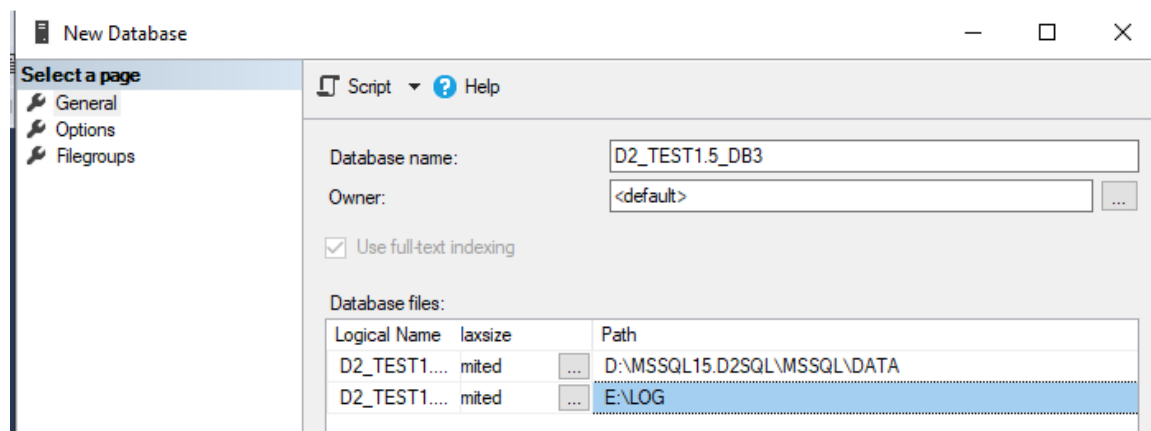 New Database
Select a page
General
Options
Filegroups
Script
Help
Database name:
D2_TEST1.5_DB3
Owner:
<default>
...
Use full-text indexing
Database files:
Logical Name laxsize Path
D2_TEST1.... mited ... D:\MSSQL15.D2SQL\MSSQL\DATA
D2_TEST1.... mited ... E:\LOG